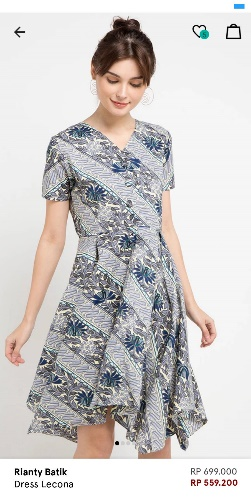 Rianty Batik RP 699.000
Dress Lecona RP 559.200